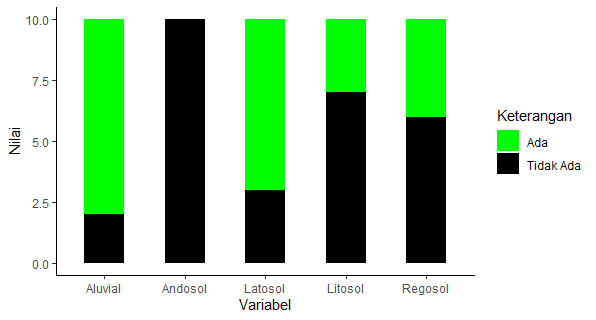 10.0
7.5
5.0
2.5
0.0
Nilai
Aluvial Andosol Latosol Litosol Regosol
Variabel
Keterangan
Ada
Tidak Ada